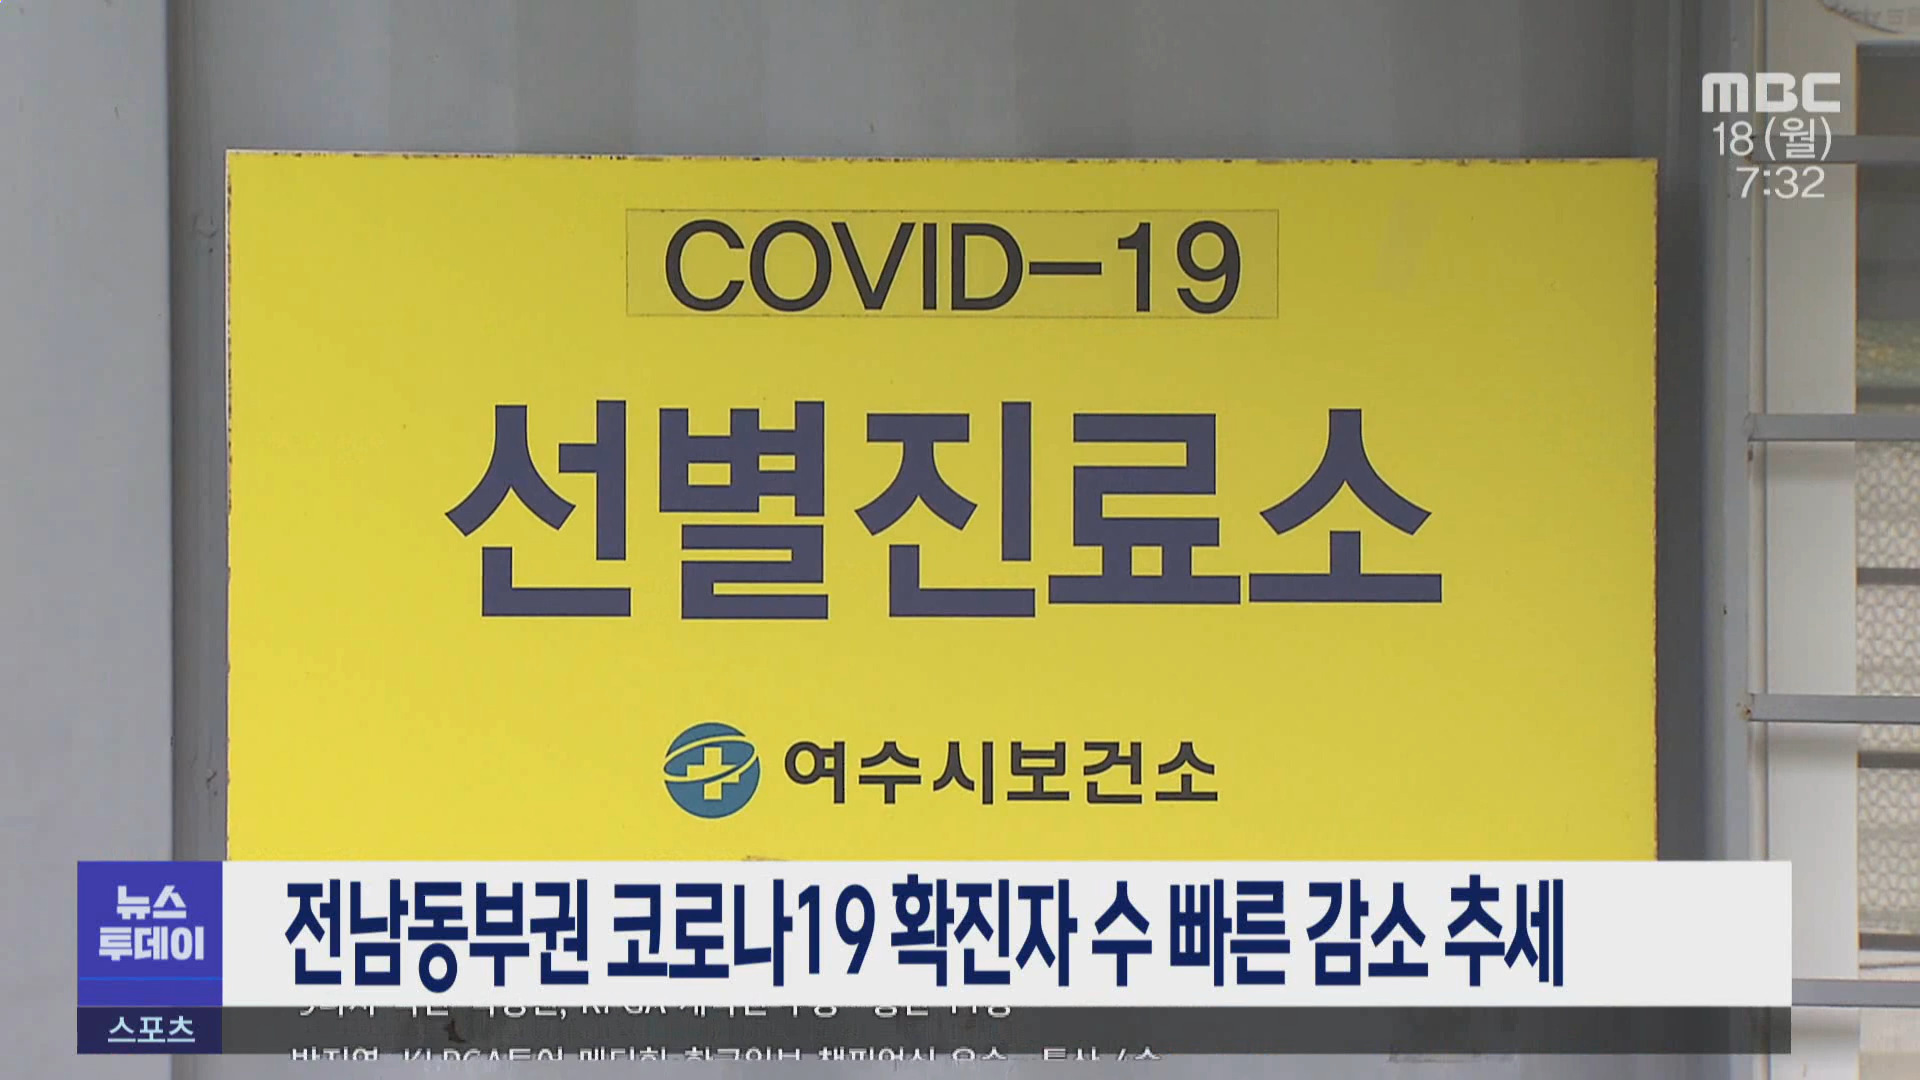 MBC
18(월)
7:32
COVID-19
선별진료소
여수시보건소
뉴스
투데이
전남동부권 코로나19 확진자 수 빠른 감소 추세
스포츠